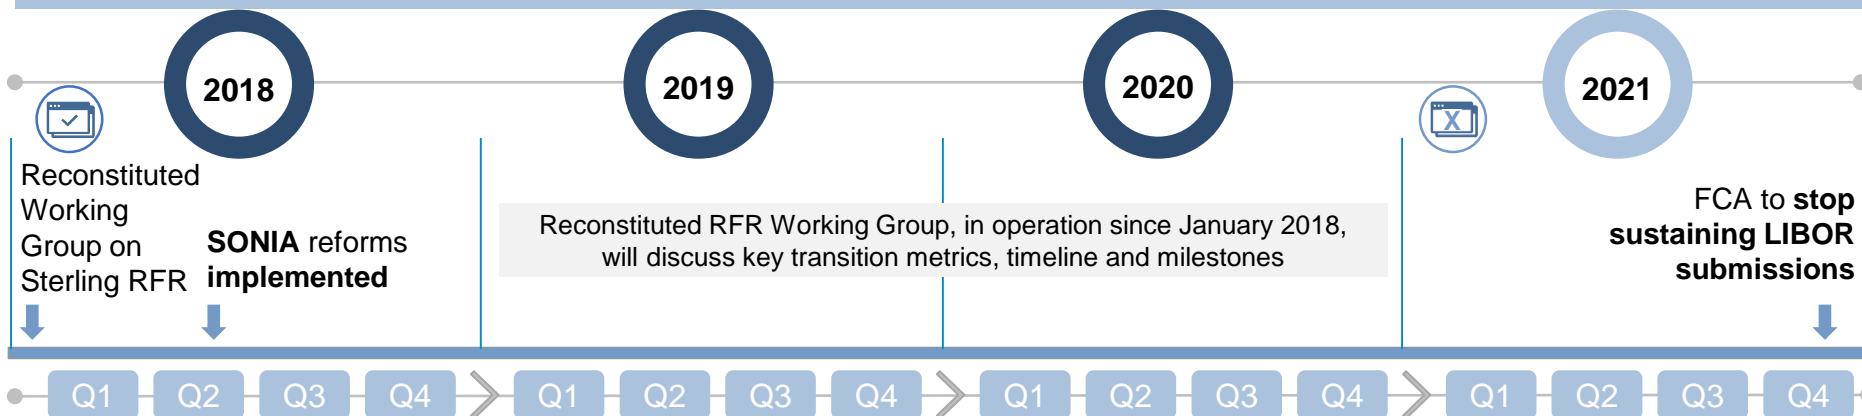 2018
2019
2020
2021
X
Reconstituted
Working
Group on
Sterling RFR
SONIA reforms
implemented
Reconstituted RFR Working Group, in operation since January 2018,
will discuss key transition metrics, timeline and milestones
FCA to stop
sustaining LIBOR
submissions
Q1 Q2 Q3 Q4 Q1 Q2 Q3 Q4 Q1 Q2 Q3 Q4 Q1 Q2 Q3 Q4